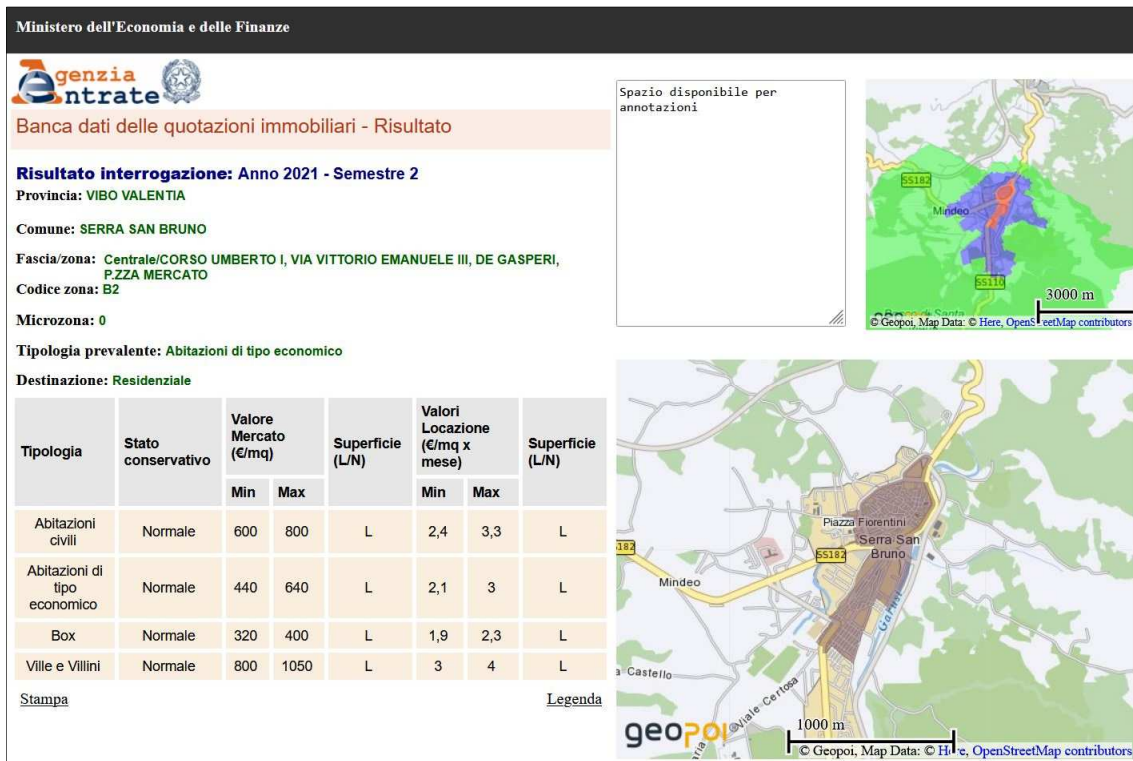 Ministero dell'Economia e delle Finanze
Agenzia
Entrate
Banca dati delle quotazioni immobiliari - Risultato
Risultato interrogazione: Anno 2021 - Semestre 2
Provincia: VIBO VALENTIA
Comune: SERRA SAN BRUNO
Fascia/zona: Centrale/CORSO UMBERTO I, VIA VITTORIO EMANUELE III, DE GASPERI,
P.ZZA MERCATO
Codice zona: B2
Microzona: 0
Tipologia prevalente: Abitazioni di tipo economico
Destinazione: Residenziale
Tipologia Stato conservativo Valore Mercato (€/mq) Superficie (L/N) Valori Locazione (€/mq x mese) Superficie (L/N)
Min Max Min Max
Abitazioni civili Normale 600 800 L 2,4 3,3 L
Abitazioni di tipo economico Normale 440 640 L 2,1 3 L
Box Normale 320 400 L 1,9 2,3 L
Ville e Villini Normale 800 1050 L 3 4 L
Stampa Legenda
Spazio disponibile per
annotazioni
SS182
Mindeo
SS110
3000 m
© Geopoi, Map Data: © Here, OpenStreetMap contributors
Piazza Fiorentini
Serra San
Bruno
182
SS182
Mindeo
Garusi
Castello
Viale Certosa
1000 m
geopoi
© Geopoi, Map Data: © Here, OpenStreetMap contributors